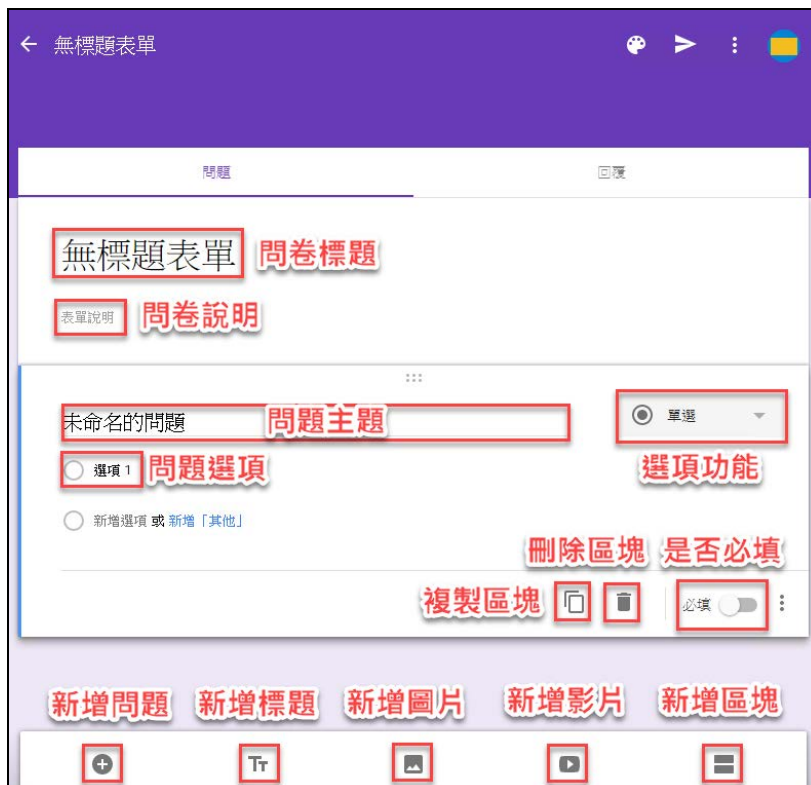 無標題表單
問題 回覆
無標題表單 問卷標題
表單說明 問卷說明
未命名的問題 問題主題 單選
選項 1 問題選項 選項功能
新增選項 或 新增「其他」
刪除區塊 是否必填
複製區塊 必填
新增問題 新增標題 新增圖片 新增影片 新增區塊